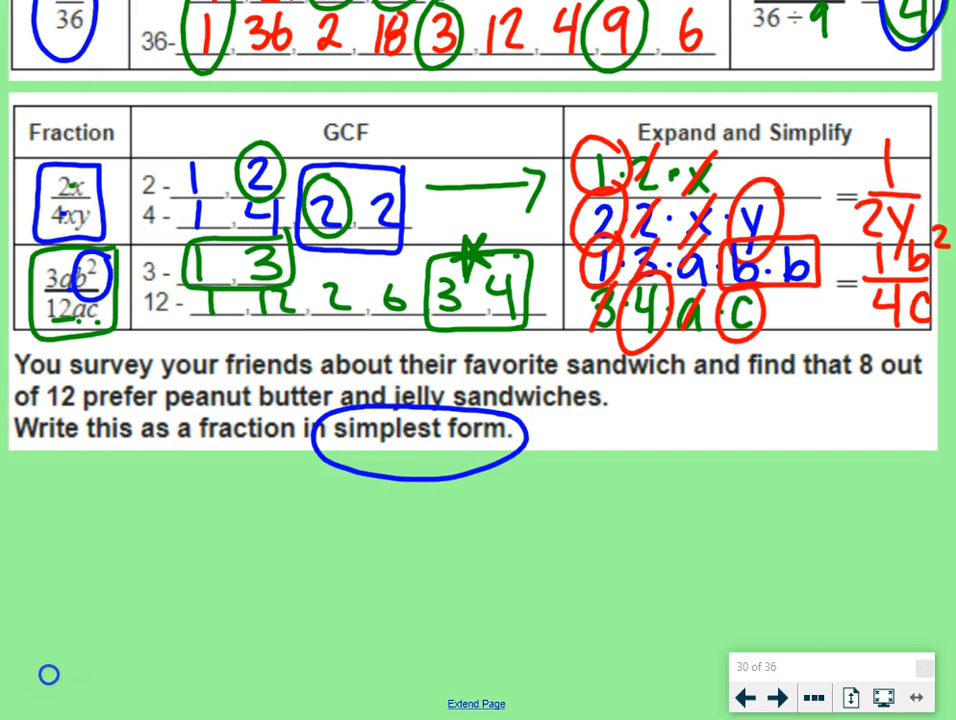 36
36- 1, 36, 2, 18, 3, 12, 4, 9, 6
36 ÷ 9
4
Fraction GCF Expand and Simplify
2x
4xy
2 - 1, 2
4 - 1, 4, 2, 2
1 · 2 · x
2 · 2 · x · y
= 1
2y
3ab²
12ac
3 - 1, 3
12 - 1, 12, 2, 6, 3, 4
1 · 3 · a · b · b
3 · 4 · a · c
= 1b²
4c
You survey your friends about their favorite sandwich and find that 8 out
of 12 prefer peanut butter and jelly sandwiches.
Write this as a fraction in simplest form.
30 of 36
Extend Page